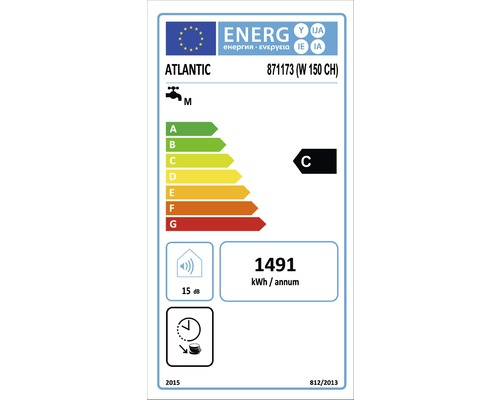 ENERG Y IJA
енергия · ενεργεια IE IA
ATLANTIC 871173 (W 150 CH)
M
A
B
C
C
D
E
F
G
15 dB
1491
kWh / annum
2015 812/2013